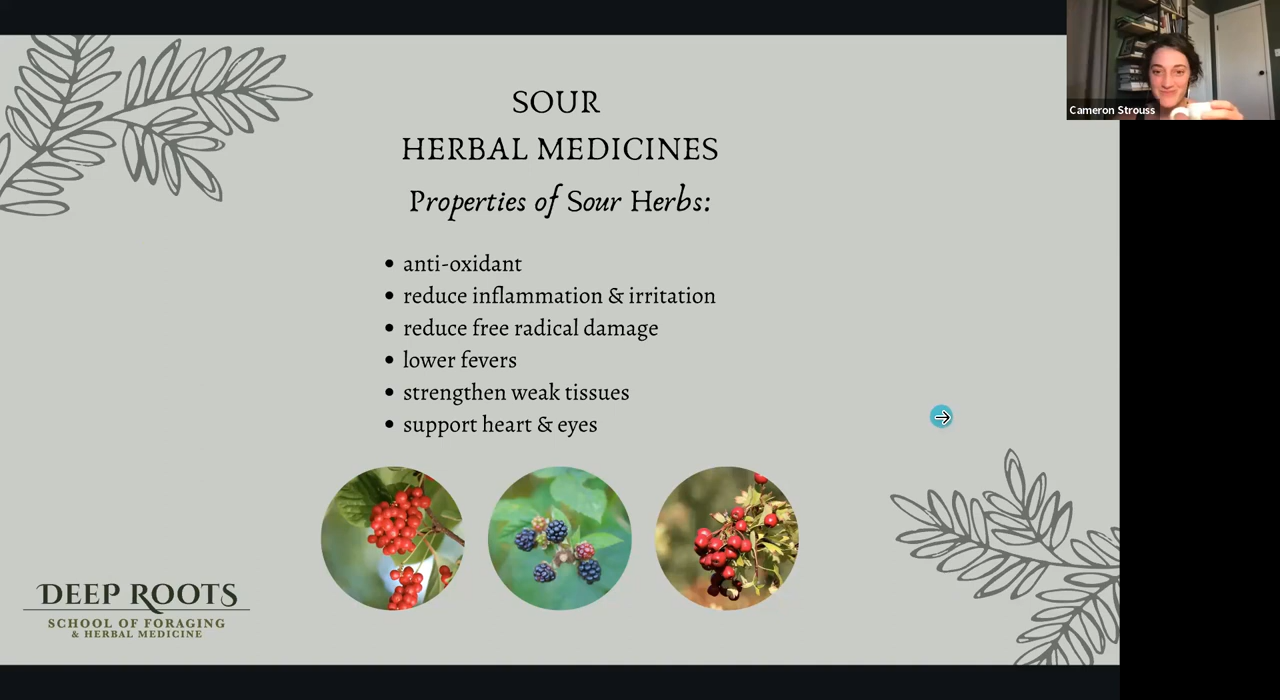 SOUR
HERBAL MEDICINES
Properties of Sour Herbs:
• anti-oxidant
• reduce inflammation & irritation
• reduce free radical damage
• lower fevers
• strengthen weak tissues
• support heart & eyes
DEEP ROOTS
SCHOOL OF FORAGING
& HERBAL MEDICINE
Cameron Strouss